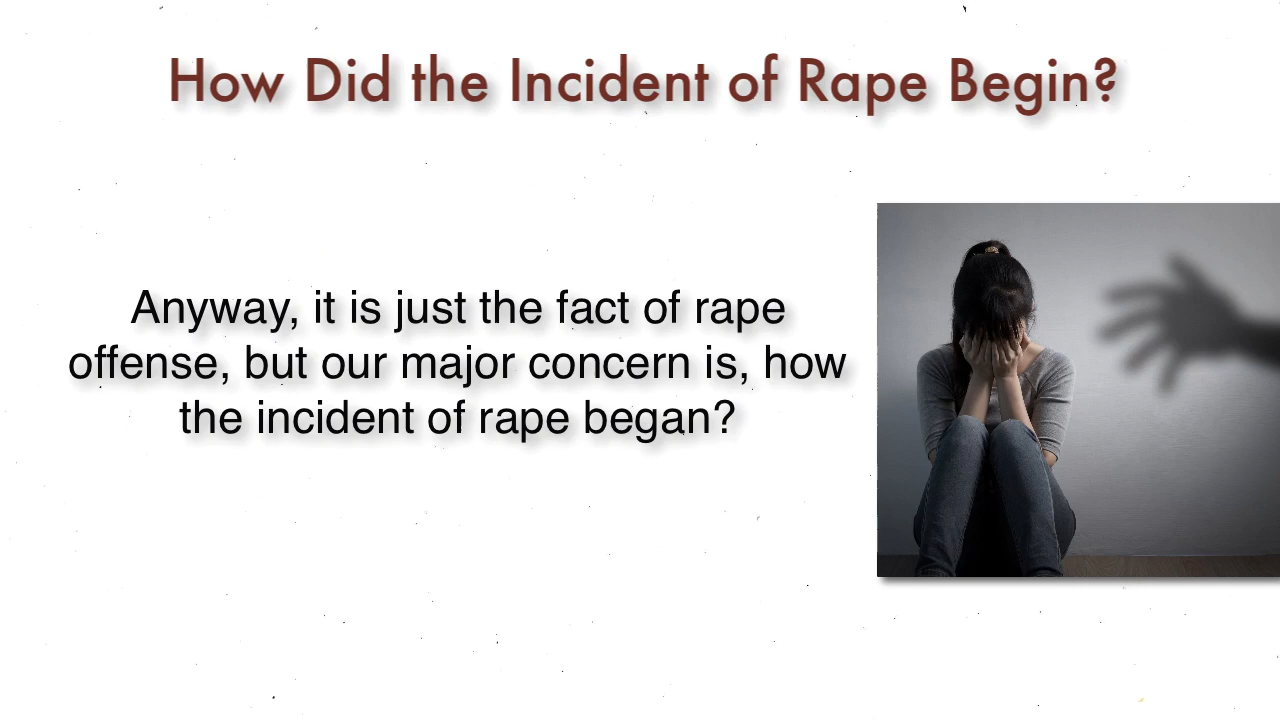 How Did the Incident of Rape Begin?
Anyway, it is just the fact of rape
offense, but our major concern is, how
the incident of rape began?